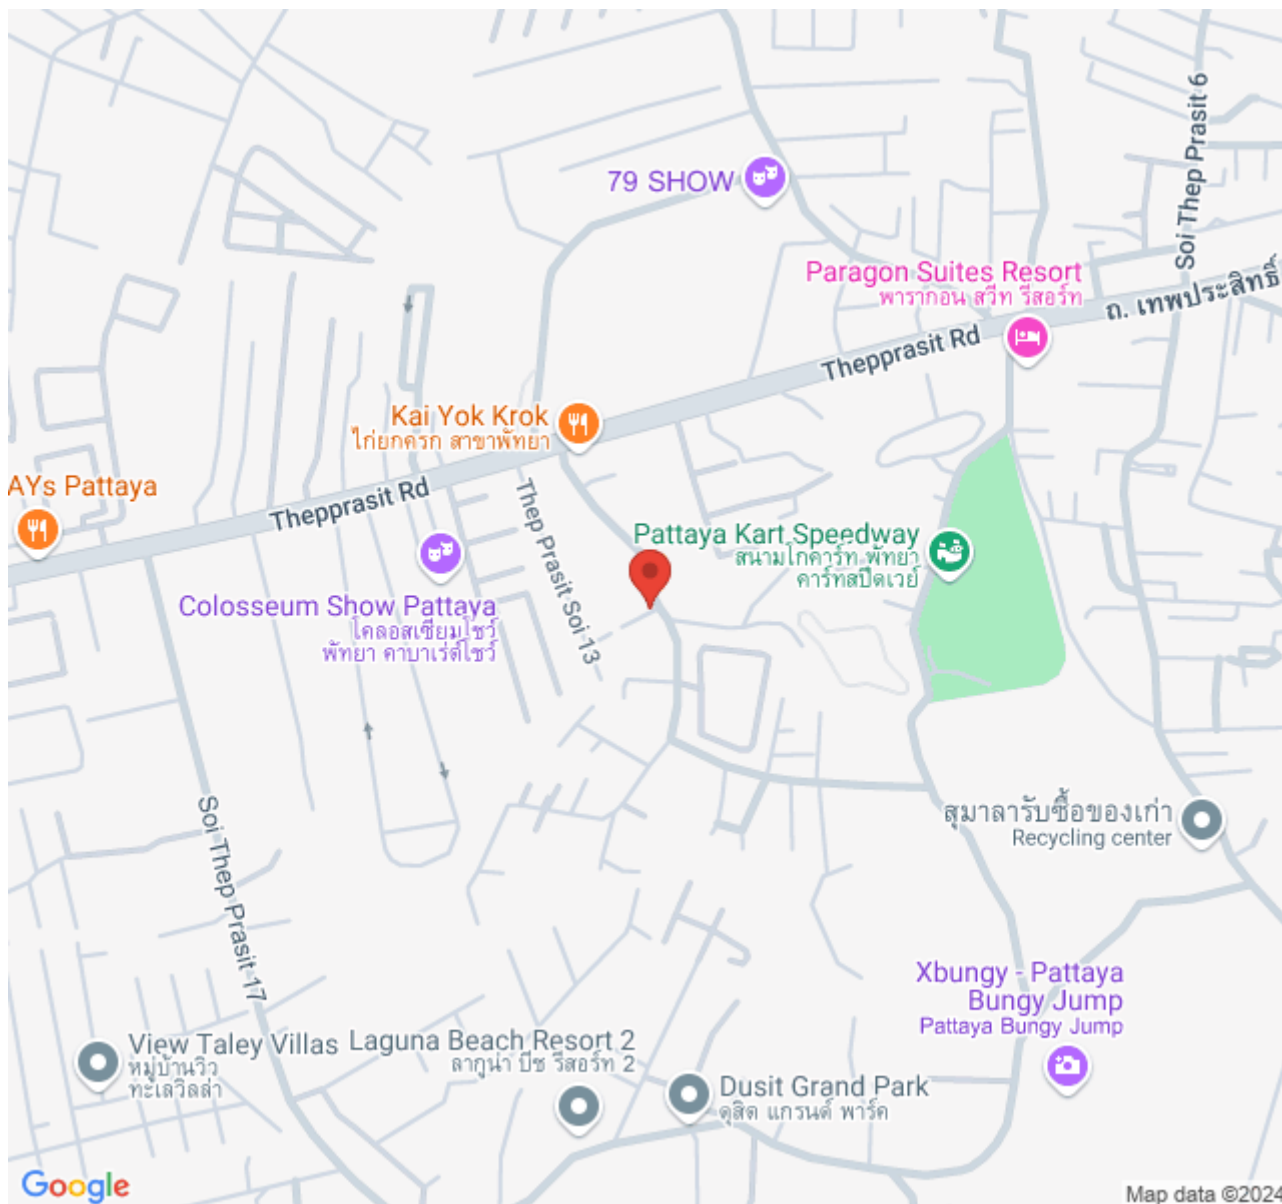 Soi Thep Prasit 6
79 SHOW
Paragon Suites Resort
พารากอน สวีท รีสอร์ท
ถ. เทพประสิทธิ์
Thepprasit Rd
Kai Yok Krok
ไก่ยกครก สาขาพัทยา
AYs Pattaya
Thepprasit Rd
Thep Prasit Soi 13
Pattaya Kart Speedway
สนามโกคาร์ท พัทยา
คาร์ทสปีดเวย์
Colosseum Show Pattaya
โคลอสเซียมโชว์
พัทยา คาบาเร่ต์โชว์
Soi Thep Prasit 17
สุมาลารับซื้อของเก่า
Recycling center
Xbungy - Pattaya
Bungy Jump
Pattaya Bungy Jump
View Taley Villas
หมู่บ้านวิว
ทะเลวิลล่า
Laguna Beach Resort 2
ลากูน่า บีช รีสอร์ท 2
Dusit Grand Park
ดุสิต แกรนด์ พาร์ค
Google
Map data ©2024